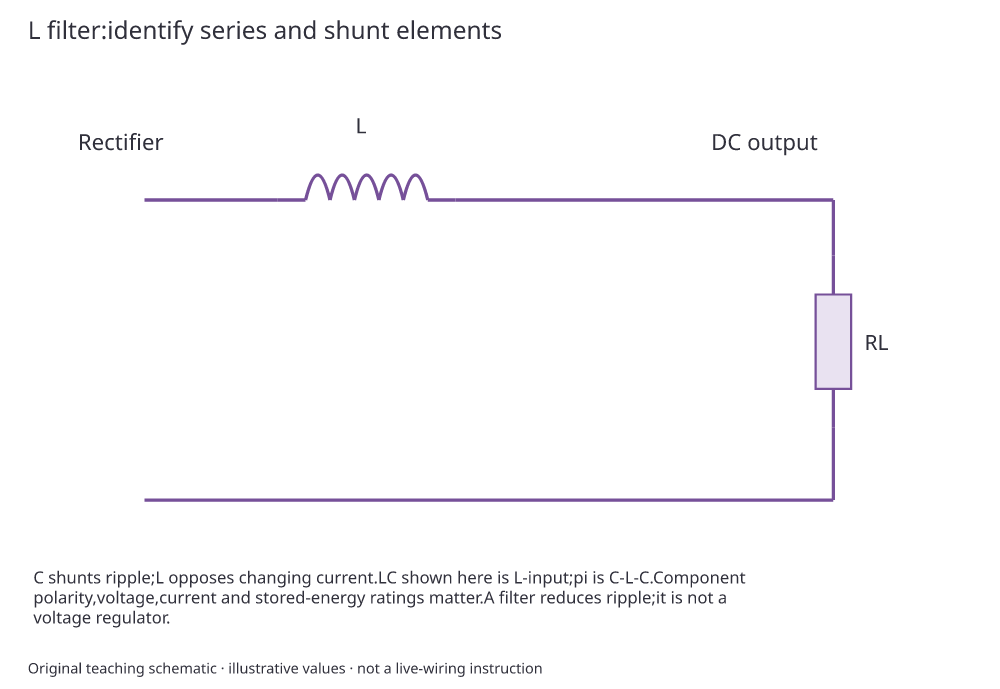 L filter:identify series and shunt elements
L
Rectifier
DC output
RL
C shunts ripple;L opposes changing current.LC shown here is L-input;pi is C-L-C.Component
polarity,voltage,current and stored-energy ratings matter.A filter reduces ripple;it is not a
voltage regulator.
Original teaching schematic · illustrative values · not a live-wiring instruction